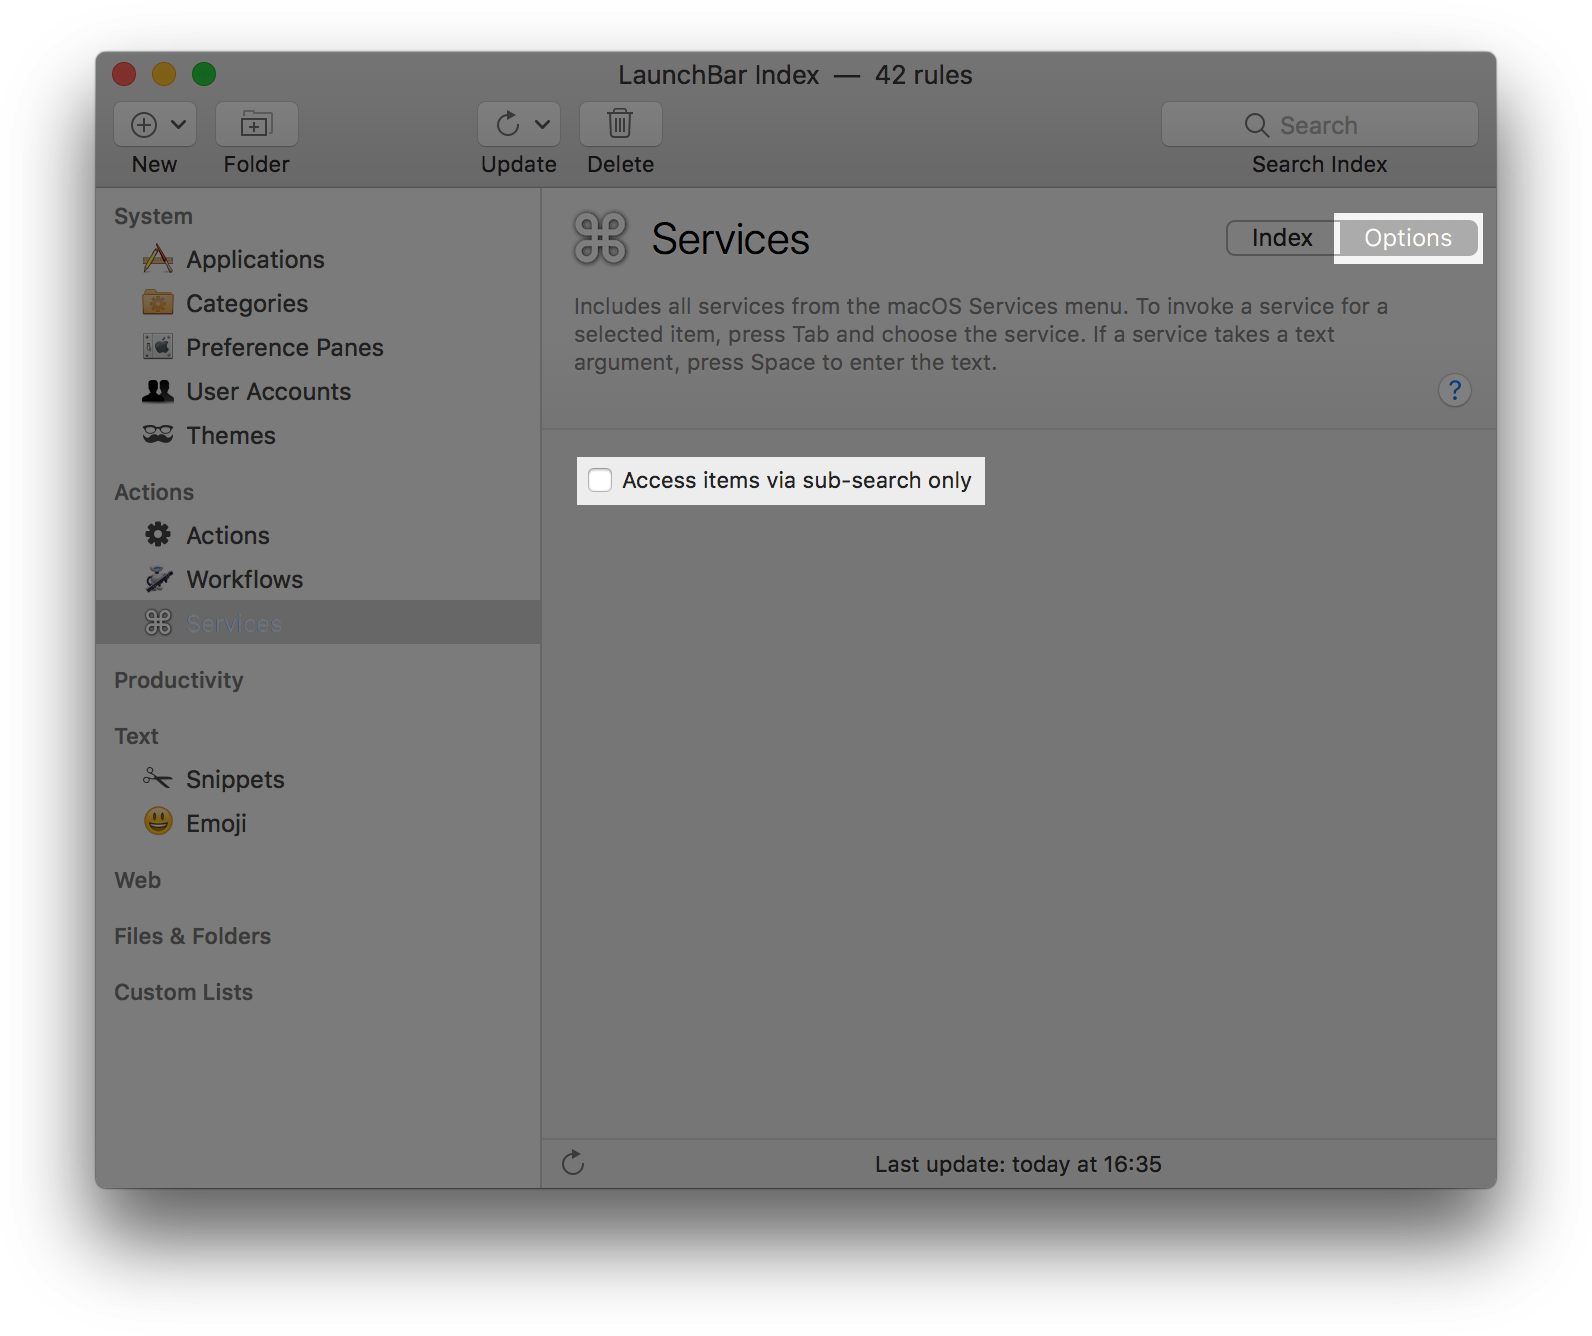 LaunchBar Index — 42 rules
New
Folder
Update
Delete
Search
Search Index
System
Applications
Categories
Preference Panes
User Accounts
Themes
Actions
Actions
Workflows
Services
Productivity
Text
Snippets
Emoji
Web
Files & Folders
Custom Lists
Services
Index
Options
Includes all services from the macOS Services menu. To invoke a service for a
selected item, press Tab and choose the service. If a service takes a text
argument, press Space to enter the text.
?
Access items via sub-search only
Last update: today at 16:35